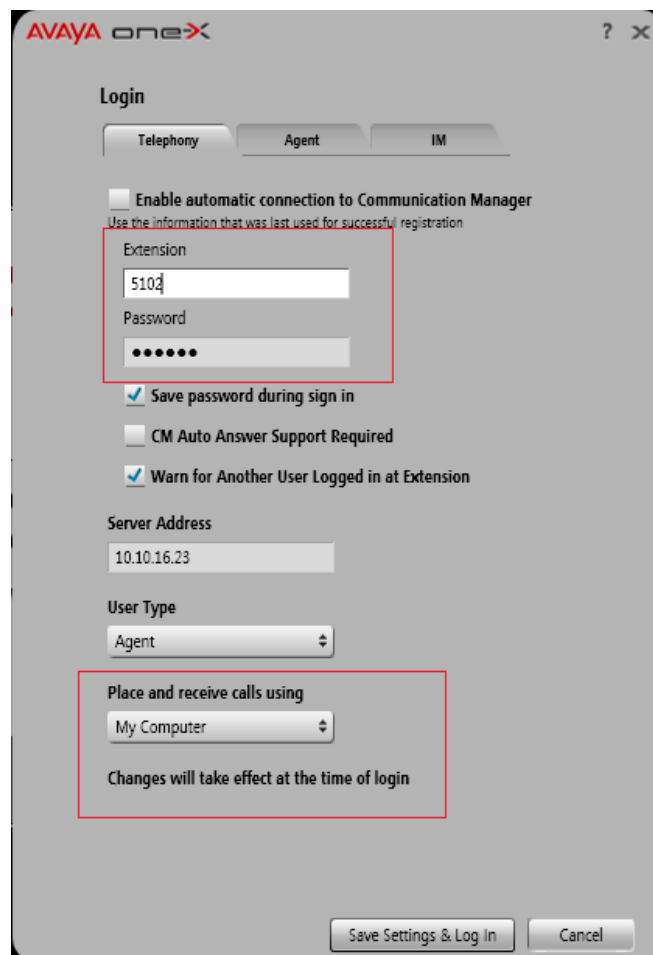 AVAYA one-X
? X
Login
Telephony Agent IM
Enable automatic connection to Communication Manager
Use the information that was last used for successful registration
Extension
5102
Password
●●●●●●
Save password during sign in
CM Auto Answer Support Required
Warn for Another User Logged in at Extension
Server Address
10.10.16.23
User Type
Agent
Place and receive calls using
My Computer
Changes will take effect at the time of login
Save Settings & Log In Cancel